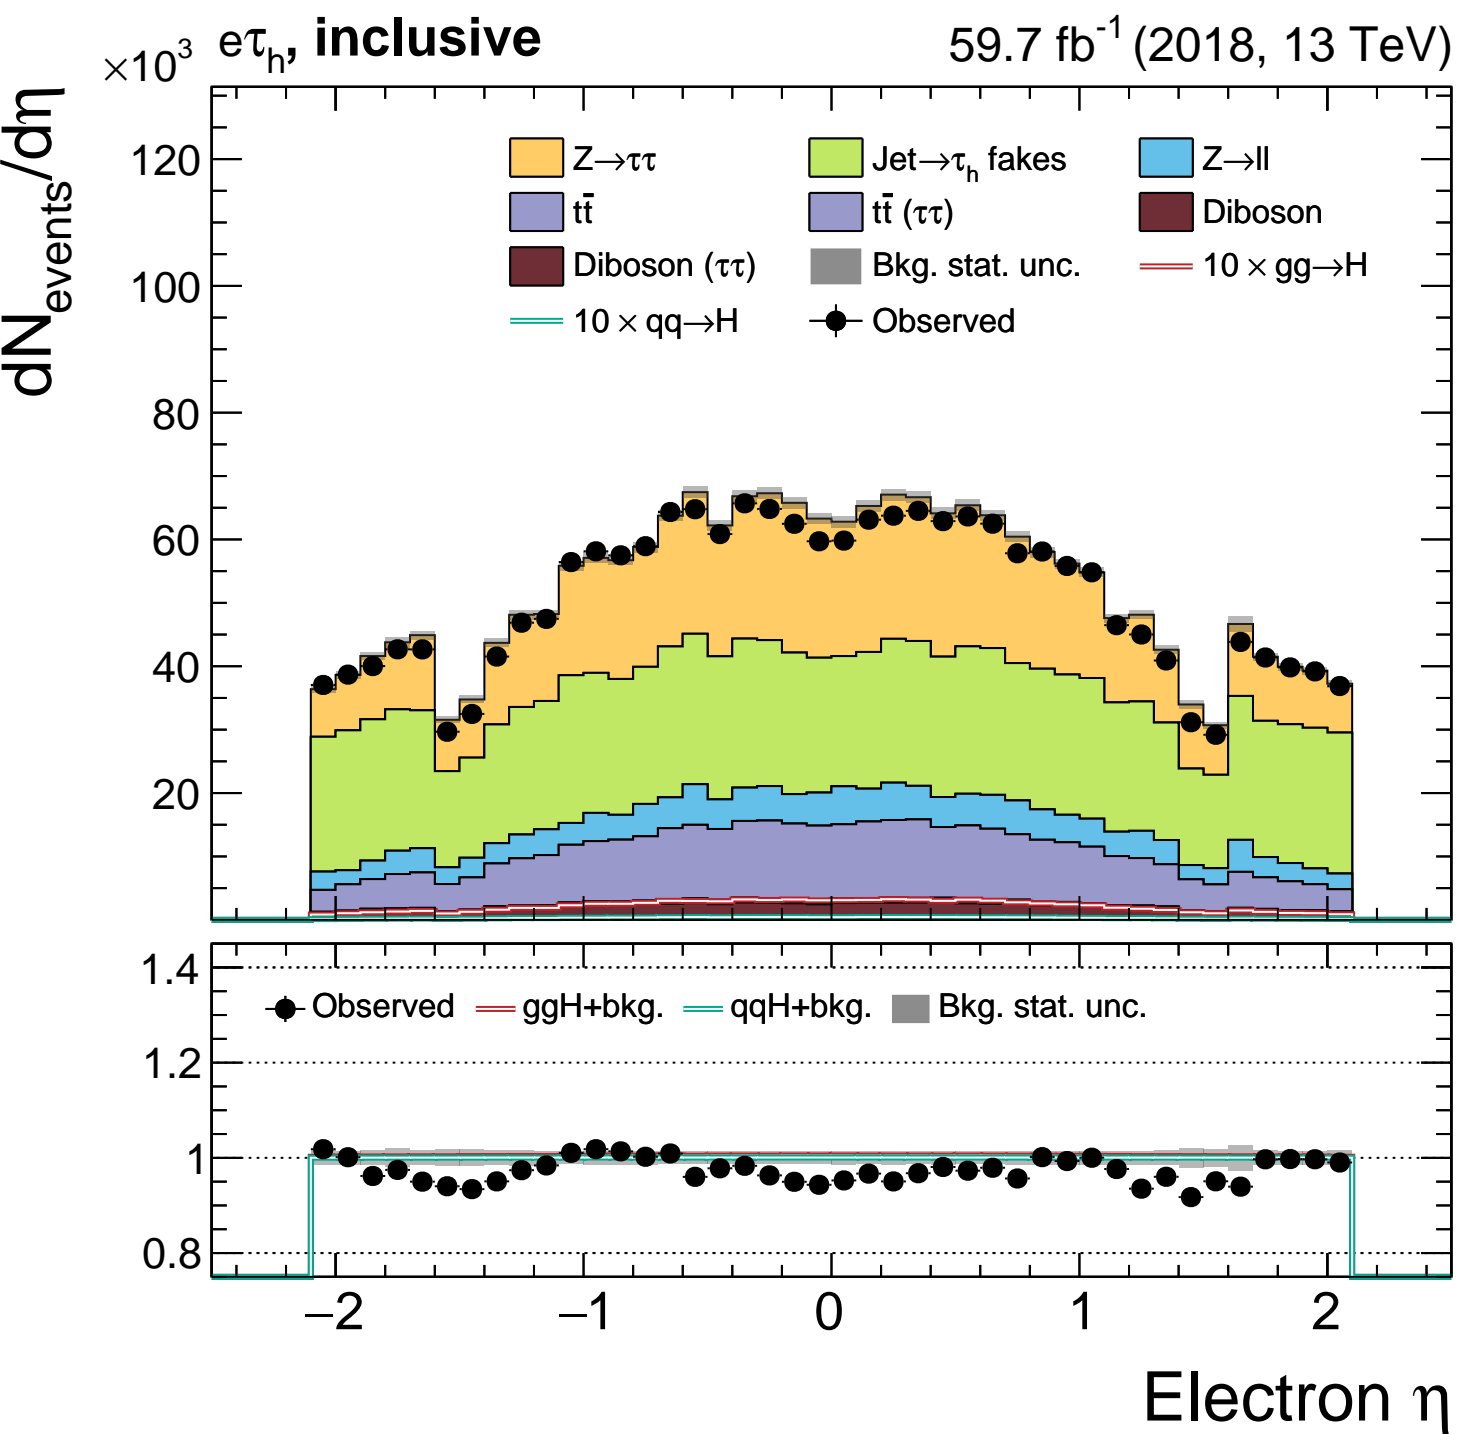 ×10³ eτₕ, inclusive 59.7 fb⁻¹ (2018, 13 TeV)
dN_events/dη
120
100
80
60
40
20
Z→ττ Jet→τₕ fakes Z→ll
tt̄ tt̄ (ττ) Diboson
Diboson (ττ) Bkg. stat. unc. 10 × gg→H
10 × qq→H Observed
1.4
1.2
1
0.8
Observed ggH+bkg. qqH+bkg. Bkg. stat. unc.
−2 −1 0 1 2
Electron η